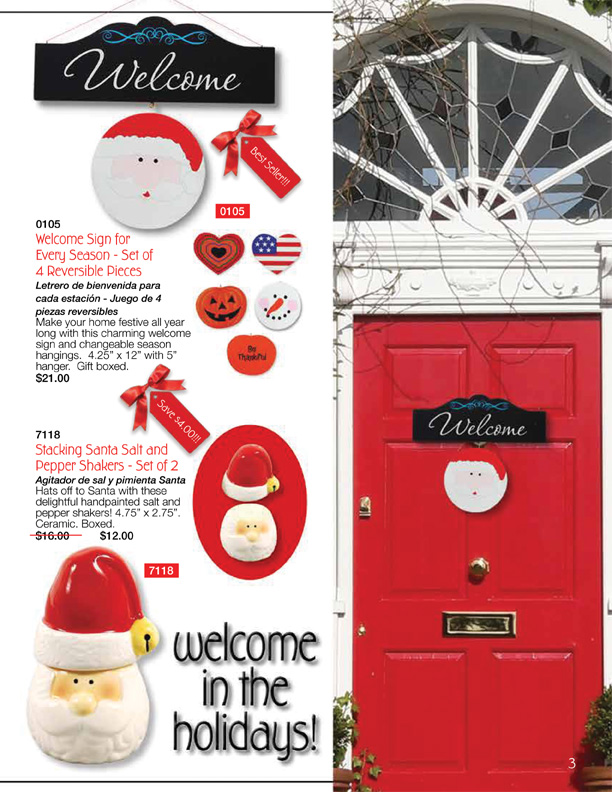 Welcome
Best Seller!!!
0105
0105
Welcome Sign for
Every Season - Set of
4 Reversible Pieces
Letrero de bienvenida para
cada estación - Juego de 4
piezas reversibles
Make your home festive all year
long with this charming welcome
sign and changeable season
hangings. 4.25" x 12" with 5"
hanger. Gift boxed.
$21.00
Be
Thankful
Save $4.00!!!
7118
Stacking Santa Salt and
Pepper Shakers - Set of 2
Agitador de sal y pimienta Santa
Hats off to Santa with these
delightful handpainted salt and
pepper shakers! 4.75" x 2.75".
Ceramic. Boxed.
$16.00 $12.00
7118
welcome
in the
holidays!
Welcome
3